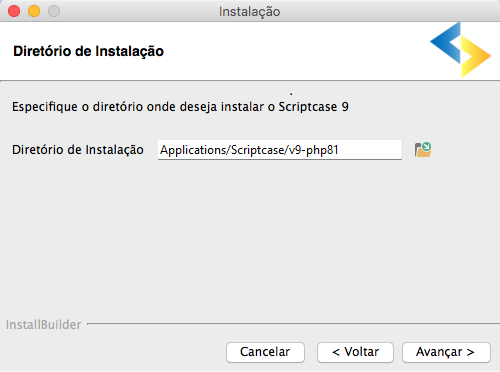 Instalação
Diretório de Instalação
Especifique o diretório onde deseja instalar o Scriptcase 9
Diretório de Instalação Applications/Scriptcase/v9-php81
InstallBuilder
Cancelar < Voltar Avançar >